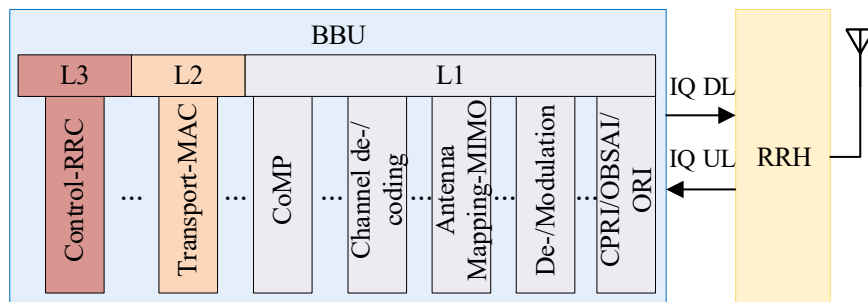 BBU
L3
L2
L1
Control-RRC
...
Transport-MAC
...
CoMP
...
Channel de-/
coding
...
Antenna
Mapping-MIMO
...
De-/Modulation
...
CPRI/OBSAI/
ORI
IQ DL
IQ UL
RRH